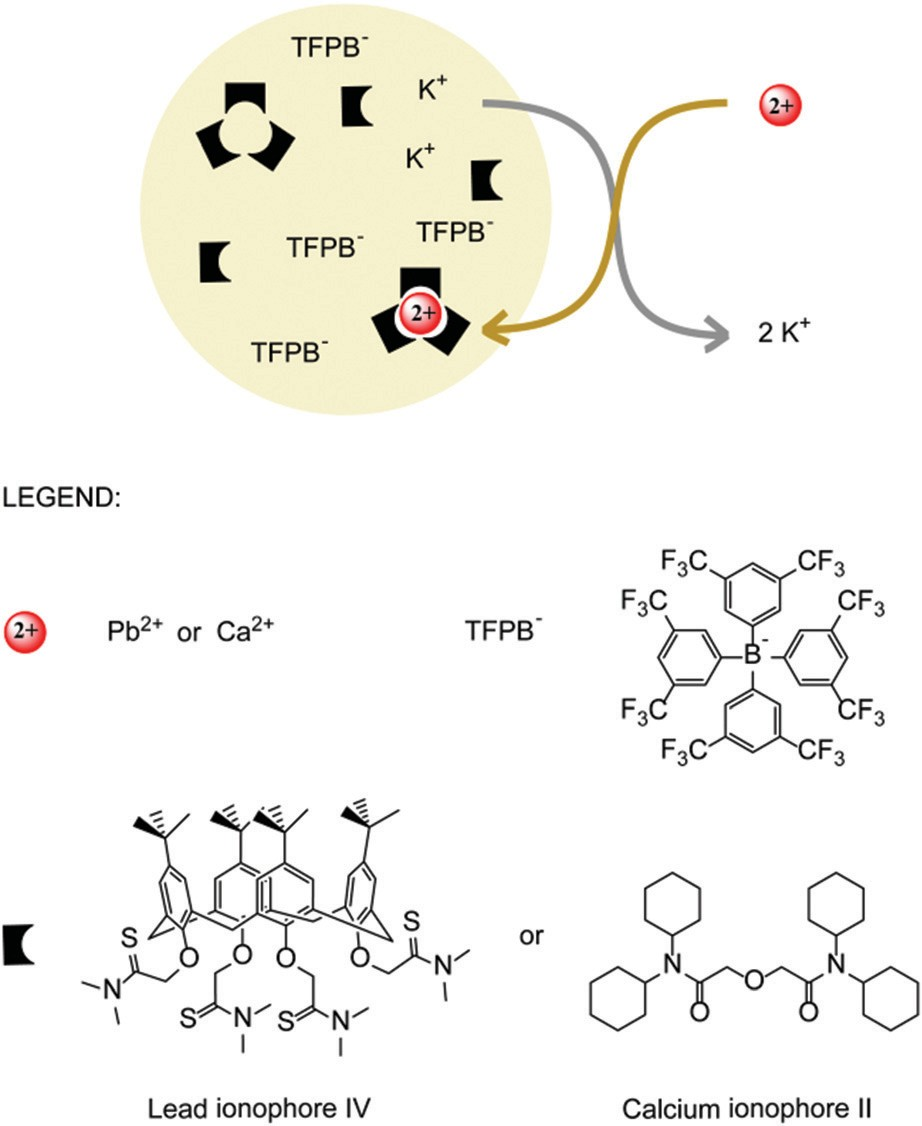 TFPB⁻
K⁺
2+
K⁺
TFPB⁻
TFPB⁻
2+
2 K⁺
TFPB⁻
LEGEND:
2+ Pb²⁺ or Ca²⁺ TFPB⁻
F₃C CF₃
F₃C CF₃
B⁻
F₃C CF₃
F₃C CF₃
S O O O O S
N N
S N S N
or
N N
O
O O
Lead ionophore IV Calcium ionophore II